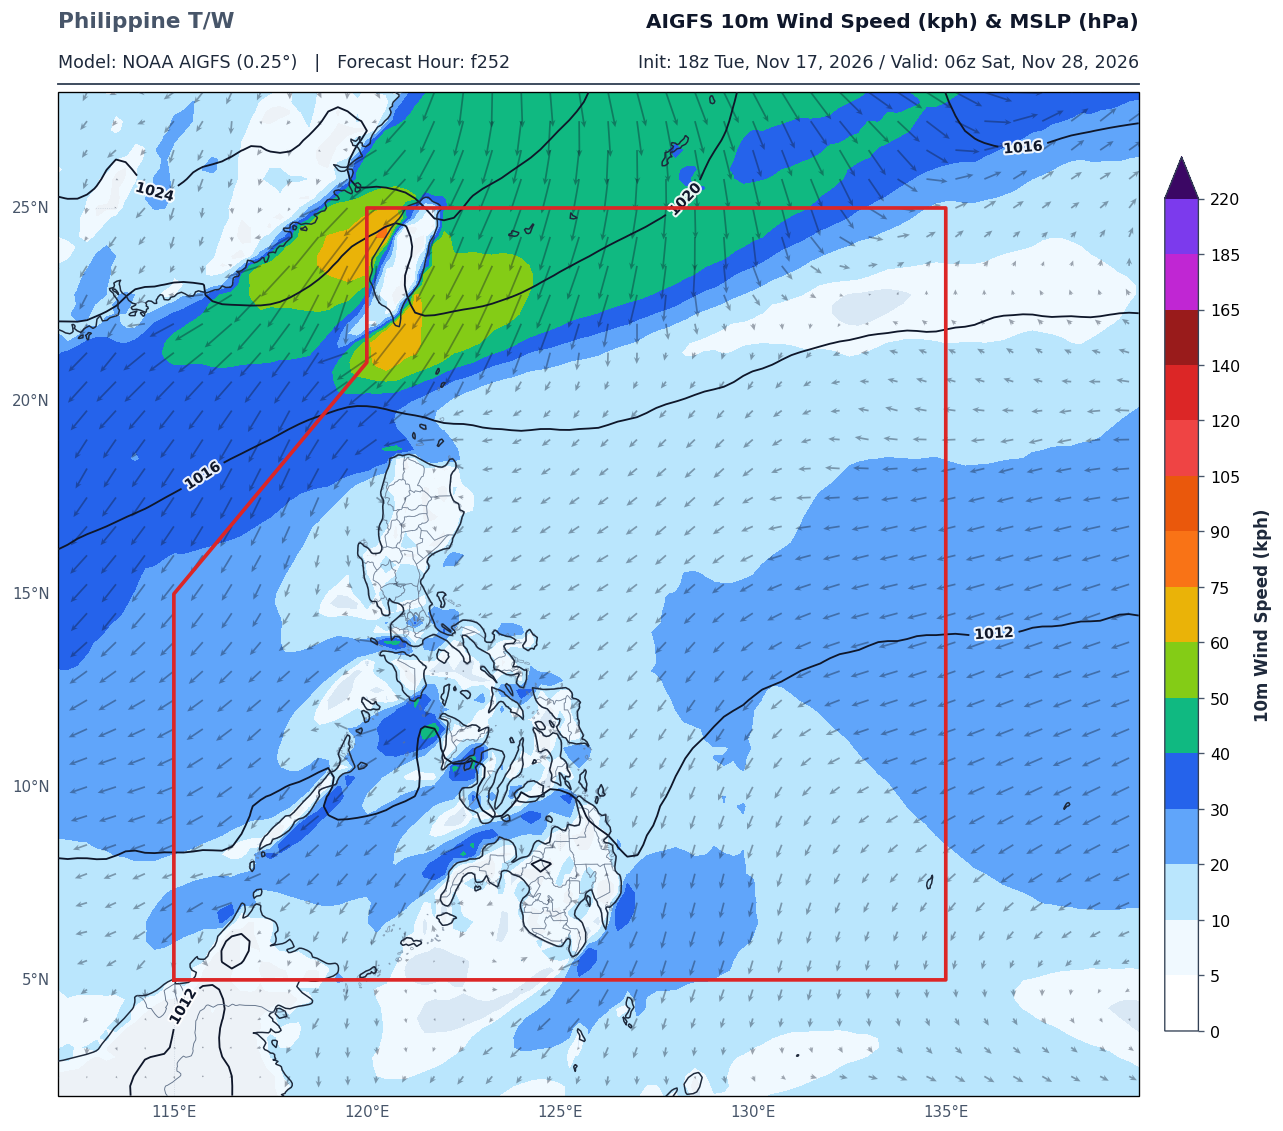 Philippine T/W
AIGFS 10m Wind Speed (kph) & MSLP (hPa)
Model: NOAA AIGFS (0.25°) | Forecast Hour: f252
Init: 18z Tue, Nov 17, 2026 / Valid: 06z Sat, Nov 28, 2026
1024
1016
1020
1016
1012
1012
25°N
20°N
15°N
10°N
5°N
115°E
120°E
125°E
130°E
135°E
220
185
165
140
120
105
90
75
60
50
40
30
20
10
5
0
10m Wind Speed (kph)